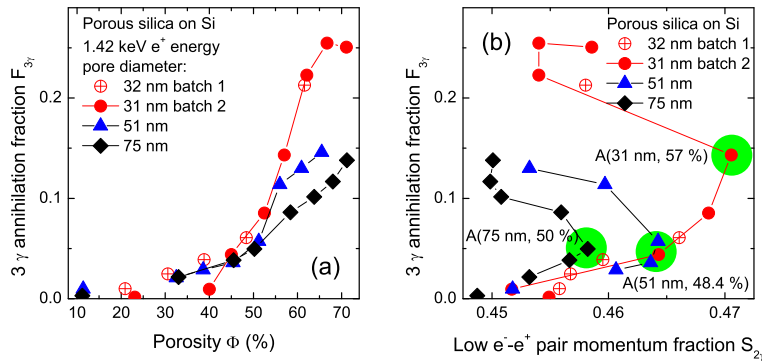 Porous silica on Si
1.42 keV e⁺ energy
pore diameter:
32 nm batch 1
31 nm batch 2
51 nm
75 nm
(a)
3 γ annihilation fraction F₃γ
0.0
0.1
0.2
10 20 30 40 50 60 70
Porosity Φ (%)
(b)
Porous silica on Si
32 nm batch 1
31 nm batch 2
51 nm
75 nm
A(31 nm, 57 %)
A(75 nm, 50 %)
A(51 nm, 48.4 %)
3 γ annihilation fraction F₃γ
0.0
0.1
0.2
0.45 0.46 0.47
Low e⁻-e⁺ pair momentum fraction S₂γ